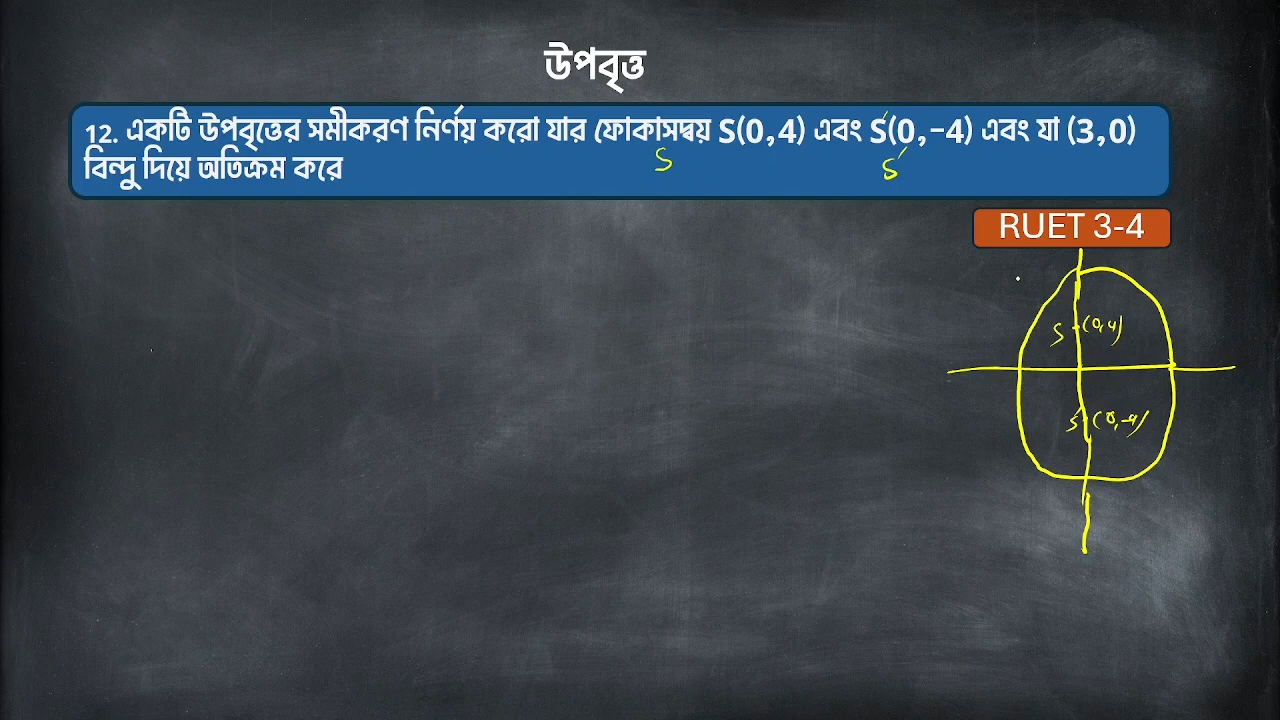 উপবৃত্ত
12. একটি উপবৃত্তের সমীকরণ নির্ণয় করো যার ফোকাসদ্বয় S(0,4) এবং S′(0,−4) এবং যা (3,0)
বিন্দু দিয়ে অতিক্রম করে
S S′
RUET 3-4
S (0,4)
S′ (0,-4)